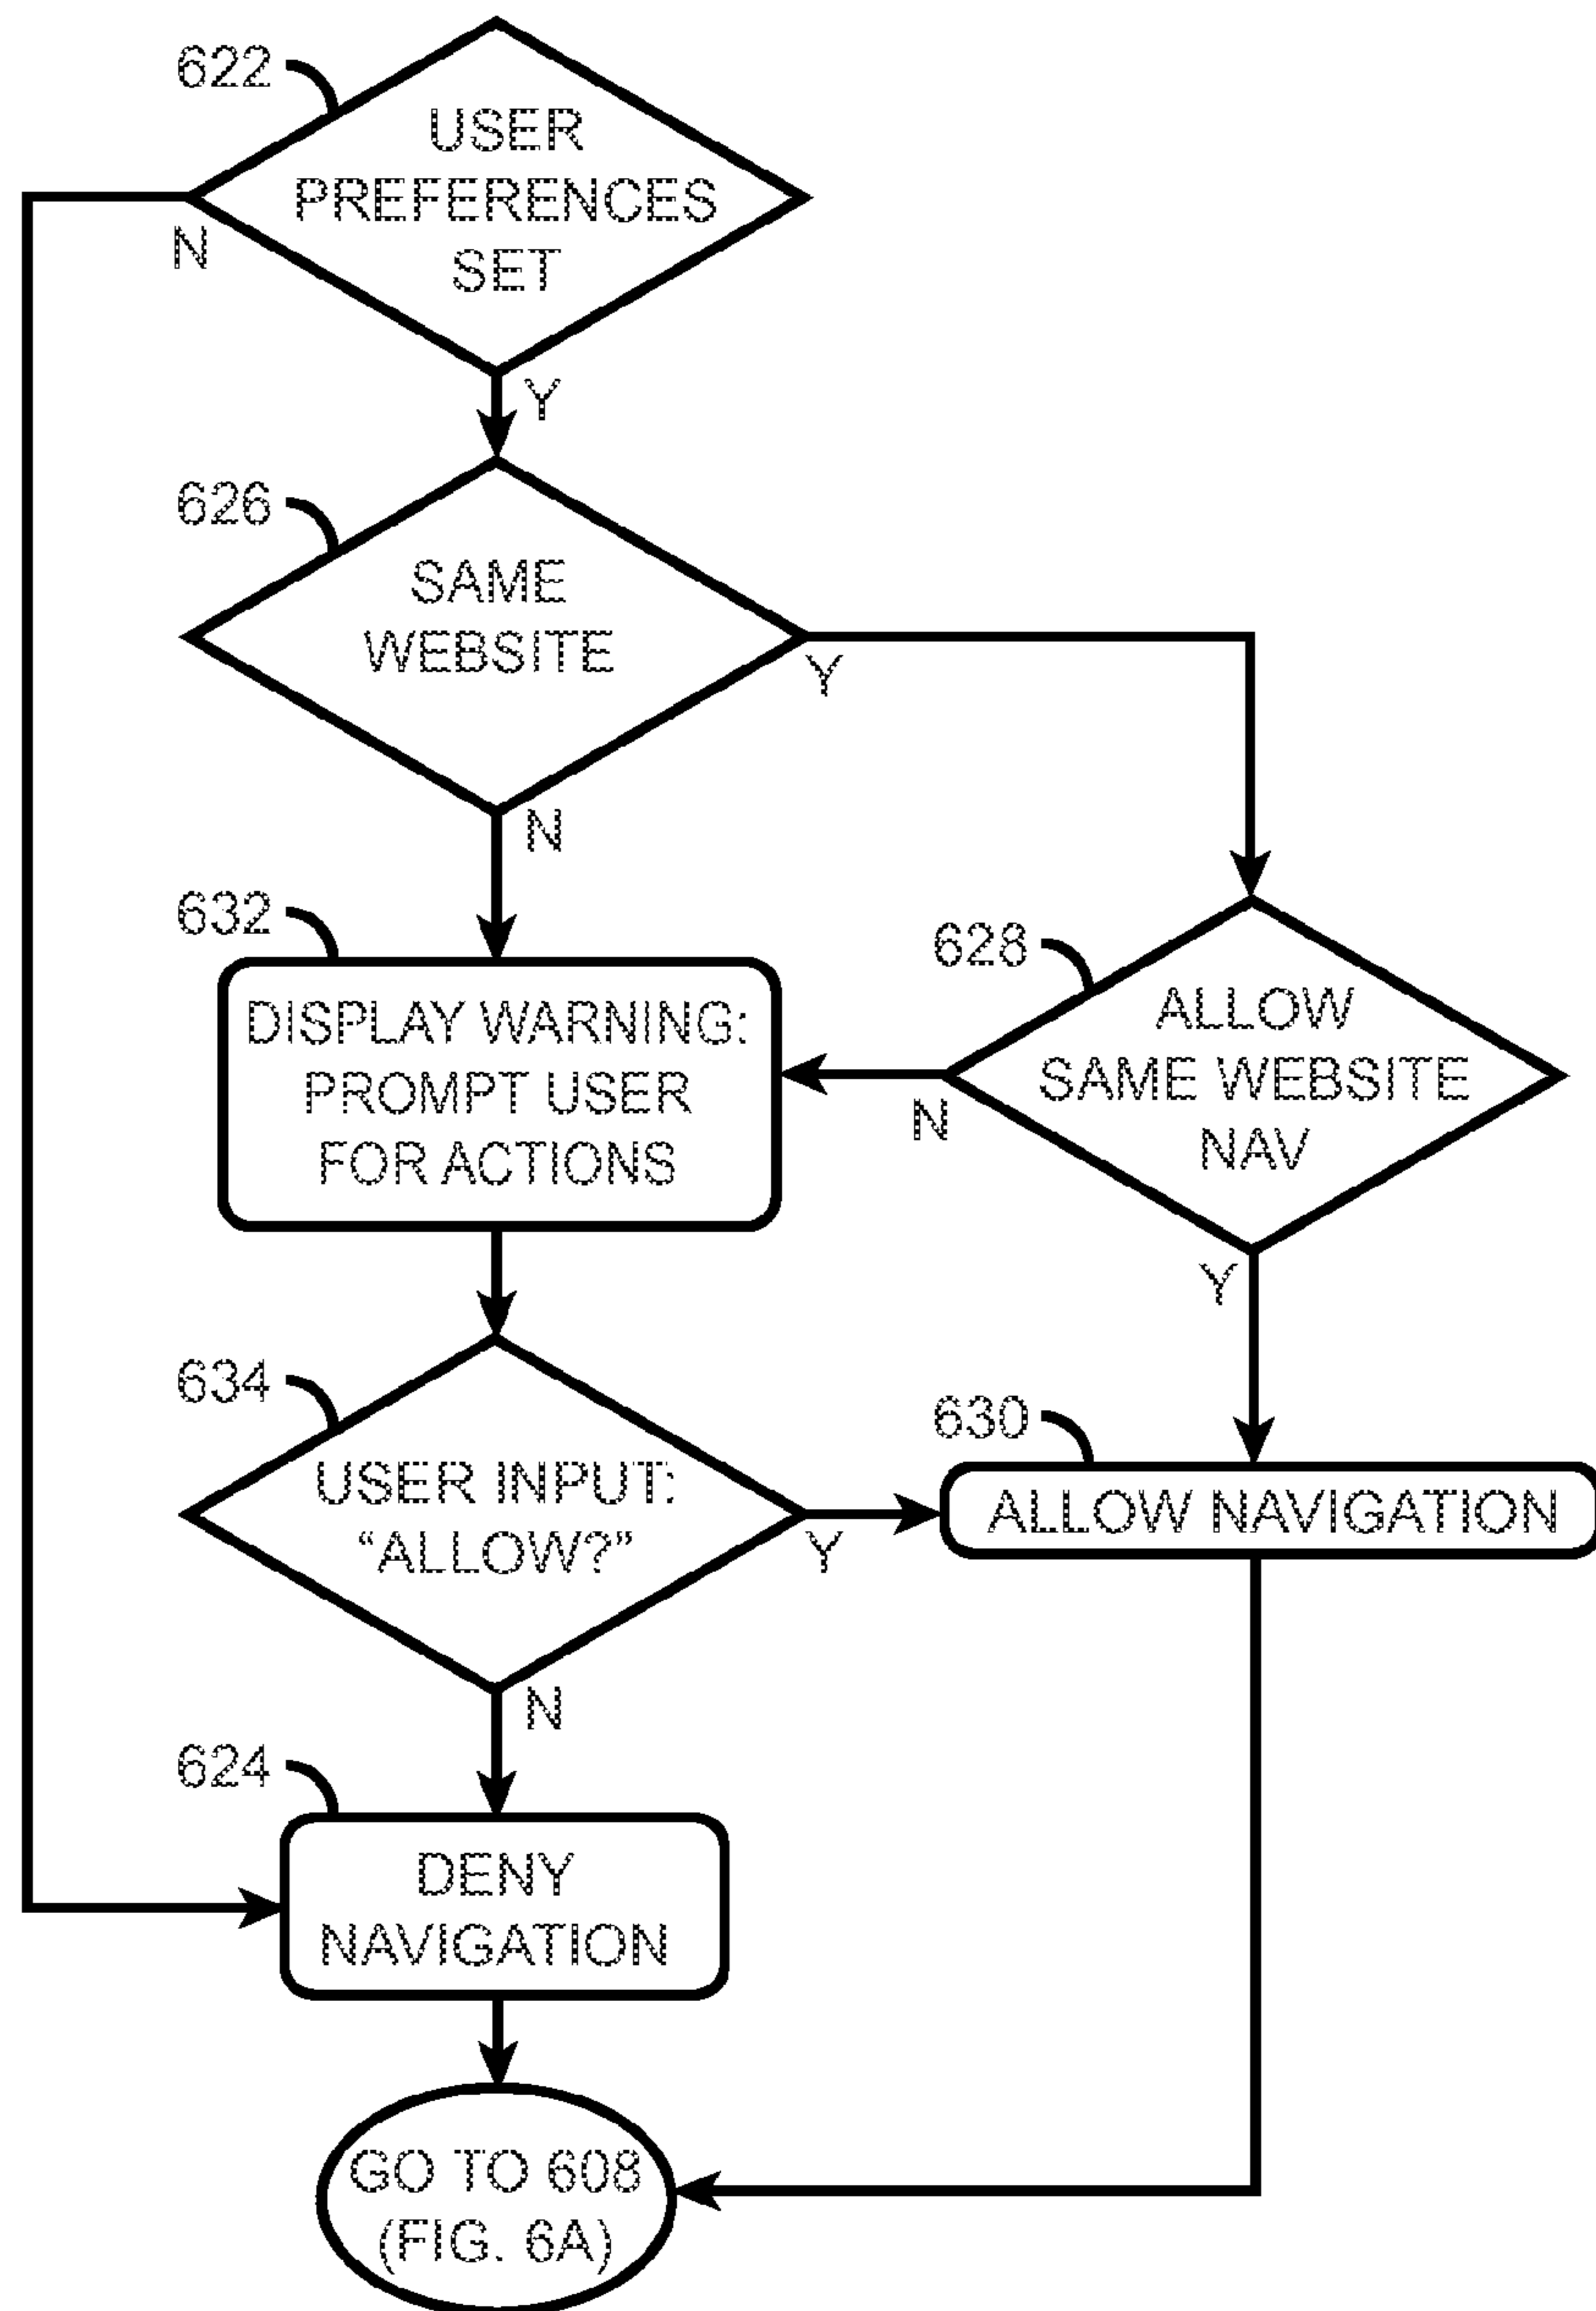 622
USER
PREFERENCES
SET
N
Y
626
SAME
WEBSITE
Y
N
632
DISPLAY WARNING:
PROMPT USER
FOR ACTIONS
628
ALLOW
SAME WEBSITE
NAV
N
Y
634
USER INPUT:
“ALLOW?”
Y
N
630
ALLOW NAVIGATION
624
DENY
NAVIGATION
GO TO 608
(FIG. 6A)